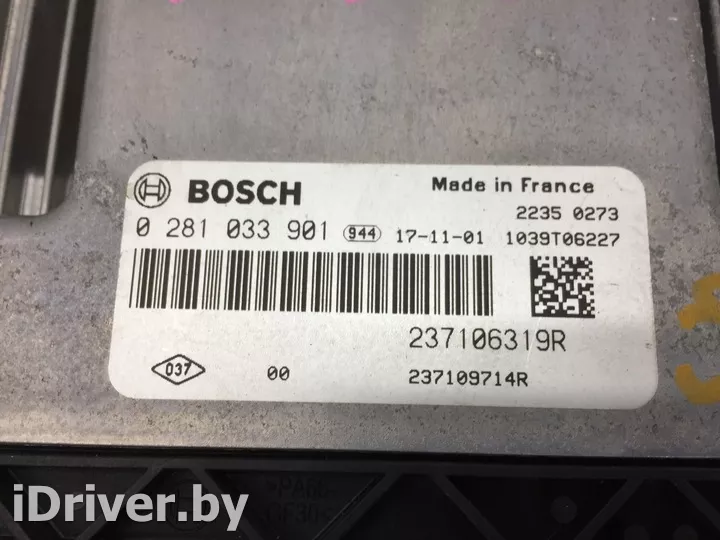 BOSCH
Made in France
2235 0273
0 281 033 901 944 17-11-01 1039T06227
237106319R
037 00 237109714R
iDriver.by